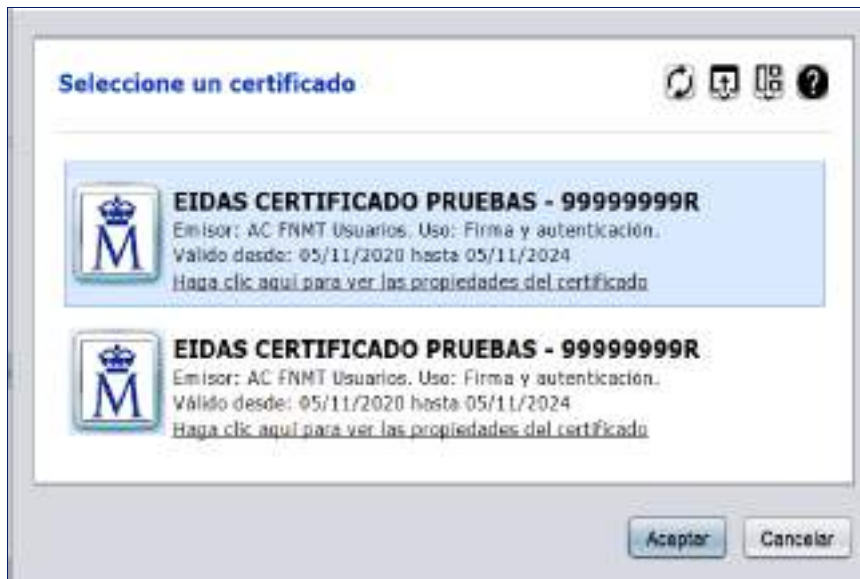 Seleccione un certificado
EIDAS CERTIFICADO PRUEBAS - 99999999R
Emisor: AC FNMT Usuarios. Uso: Firma y autenticación.
Válido desde: 05/11/2020 hasta 05/11/2024
Haga clic aquí para ver las propiedades del certificado
EIDAS CERTIFICADO PRUEBAS - 99999999R
Emisor: AC FNMT Usuarios. Uso: Firma y autenticación.
Válido desde: 05/11/2020 hasta 05/11/2024
Haga clic aquí para ver las propiedades del certificado
Aceptar
Cancelar